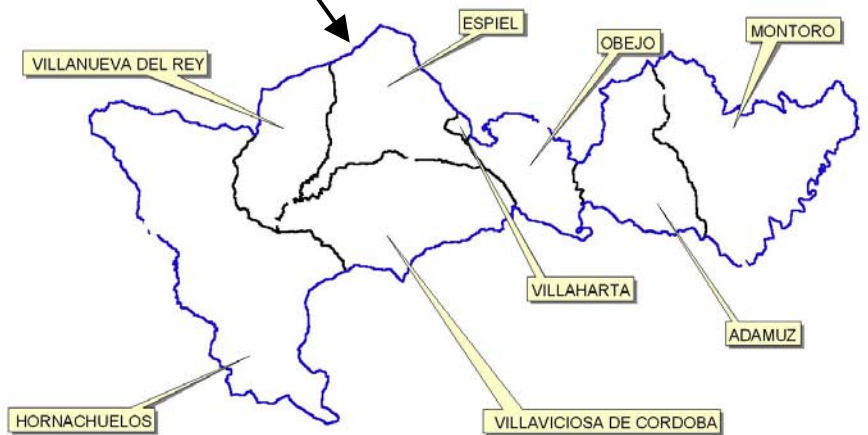 ESPIEL
MONTORO
OBEJO
VILLANUEVA DEL REY
VILLAHARTA
ADAMUZ
HORNACHUELOS
VILLAVICIOSA DE CORDOBA